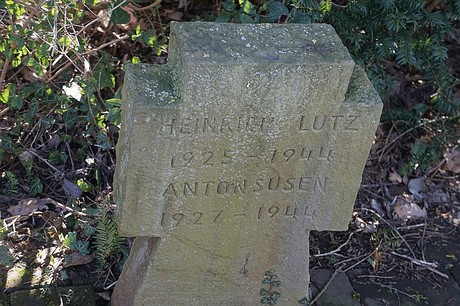 HEINRICH LUTZ
1925 - 1944
ANTON SUSEN
1927 - 1944